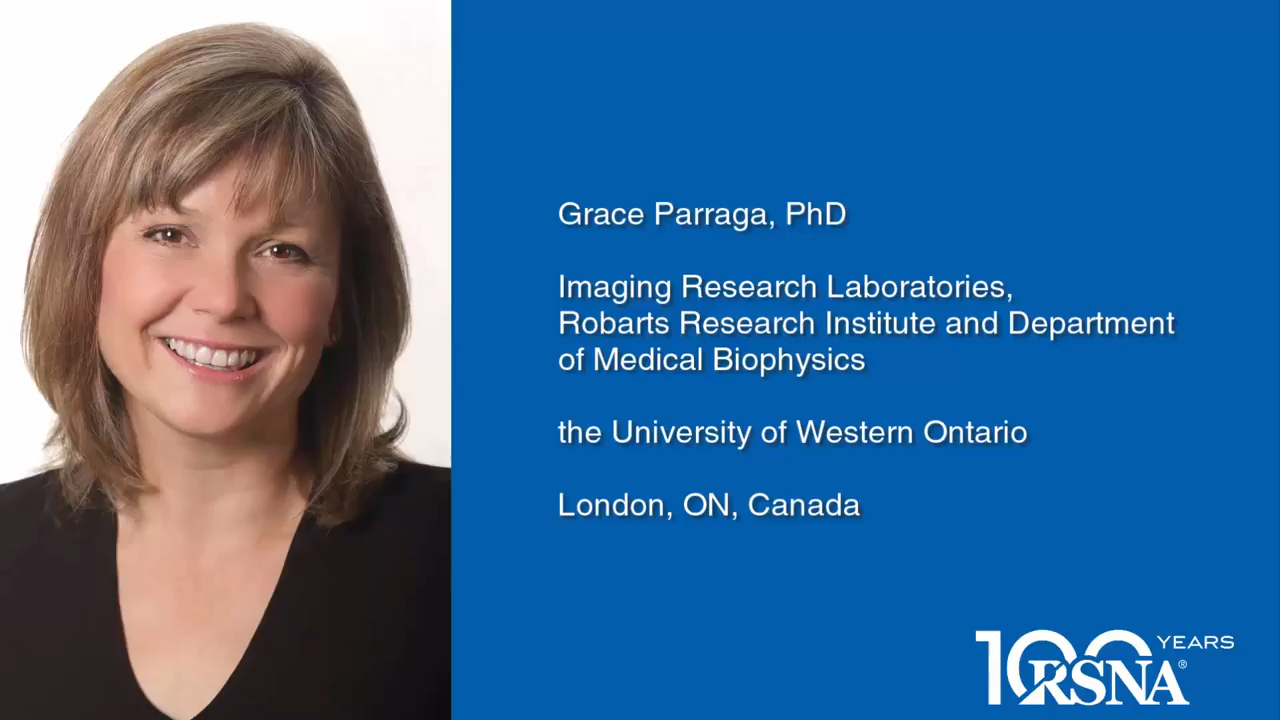 Grace Parraga, PhD
Imaging Research Laboratories,
Robarts Research Institute and Department
of Medical Biophysics
the University of Western Ontario
London, ON, Canada
100 YEARS
RSNA®